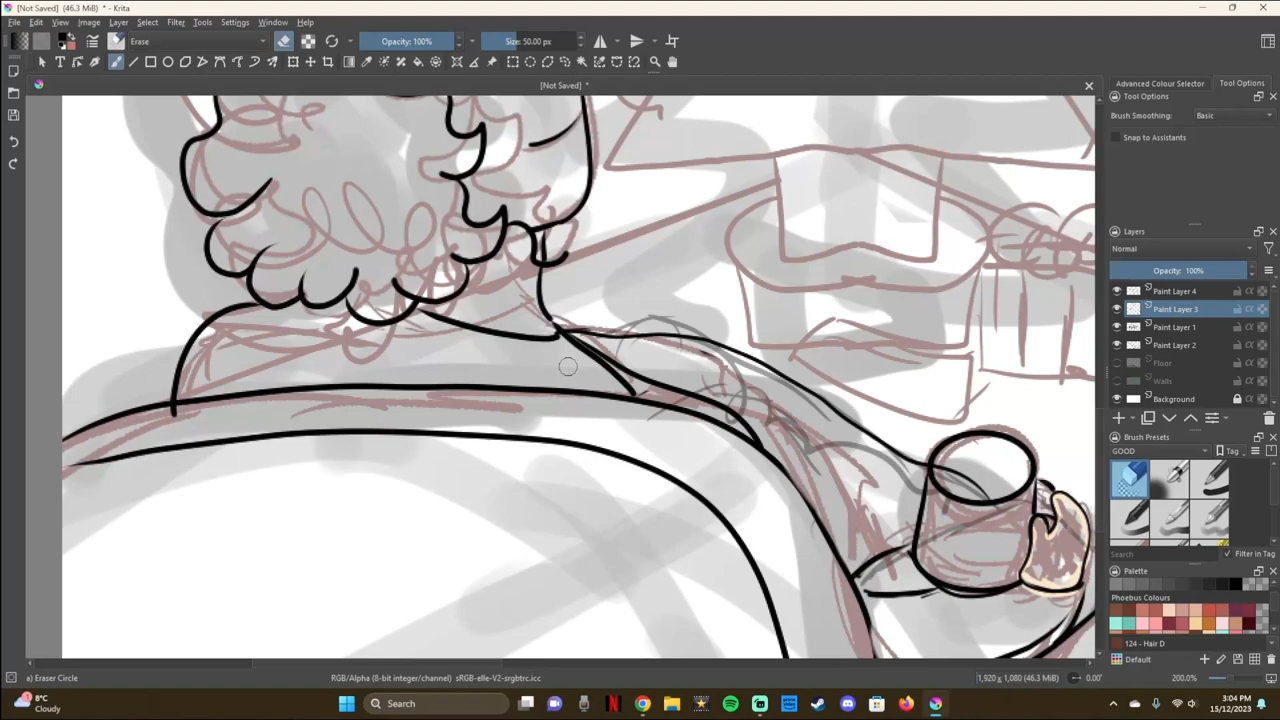 [Not Saved] (46.3 MiB) * - Krita
File Edit View Image Layer Select Filter Tools Settings Window Help
Erase Opacity: 100% Size: 50.00 px
[Not Saved] *
Advanced Colour Selector Tool Options
Tool Options
Brush Smoothing: Basic
Snap to Assistants
Layers
Normal
Opacity: 100%
Paint Layer 4
Paint Layer 3
Paint Layer 1
Paint Layer 2
Floor
Walls
Background
Brush Presets
GOOD Tag
Search Filter in Tag
Palette
Phoebus Colours
124 - Hair D
Default
a) Eraser Circle RGB/Alpha (8-bit integer/channel) sRGB-elle-V2-srgbtrc.icc 1,920 x 1,080 (46.3 MiB) 0.00° 200.0%
8°C
Cloudy
Search
3:04 PM
15/12/2023